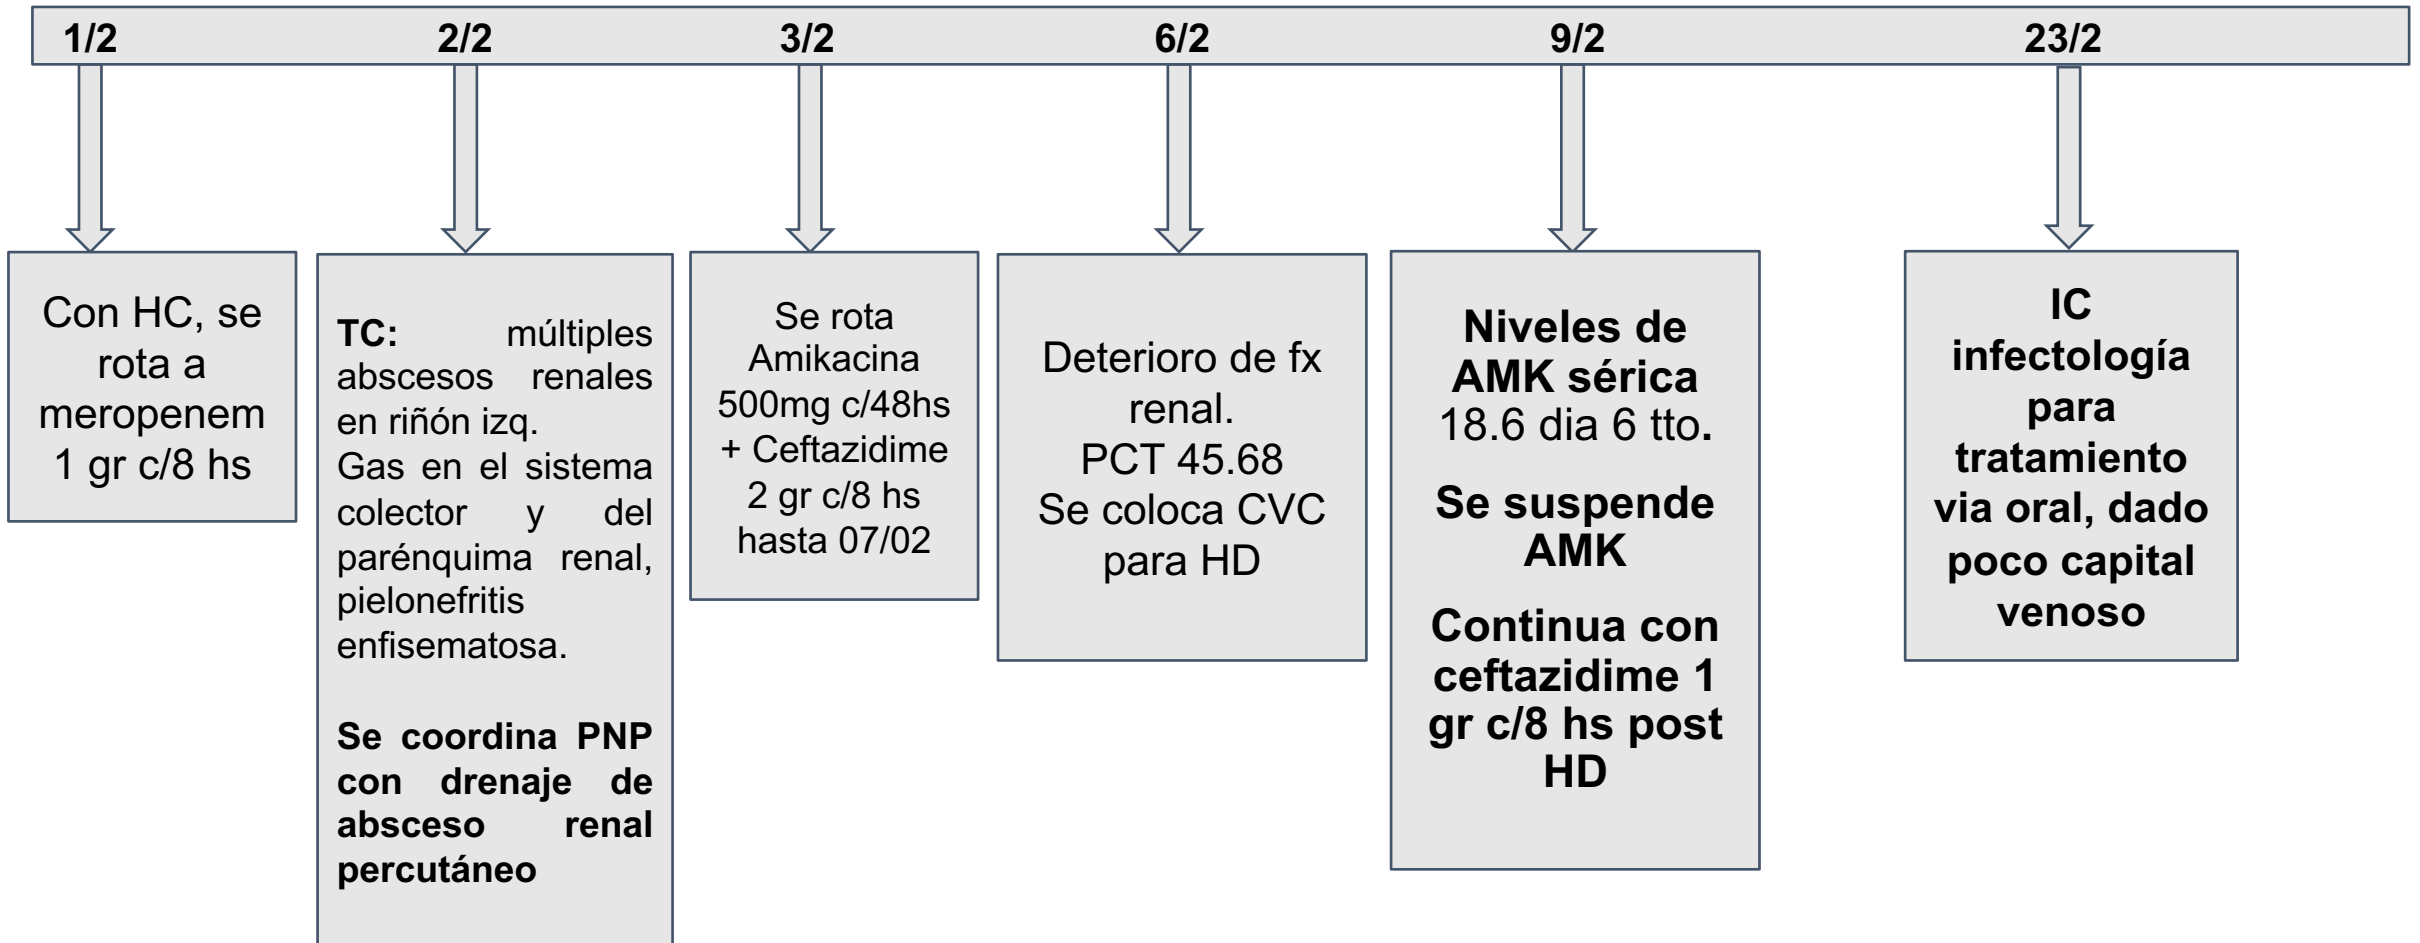 1/2
2/2
3/2
6/2
9/2
23/2
Con HC, se
rota a
meropenem
1 gr c/8 hs
TC: múltiples
abscesos renales
en riñón izq.
Gas en el sistema
colector y del
parénquima renal,
pielonefritis
enfisematosa.
Se coordina PNP
con drenaje de
absceso renal
percutáneo
Se rota
Amikacina
500mg c/48hs
+ Ceftazidime
2 gr c/8 hs
hasta 07/02
Deterioro de fx
renal.
PCT 45.68
Se coloca CVC
para HD
Niveles de
AMK sérica
18.6 dia 6 tto.
Se suspende
AMK
Continua con
ceftazidime 1
gr c/8 hs post
HD
IC
infectología
para
tratamiento
via oral, dado
poco capital
venoso